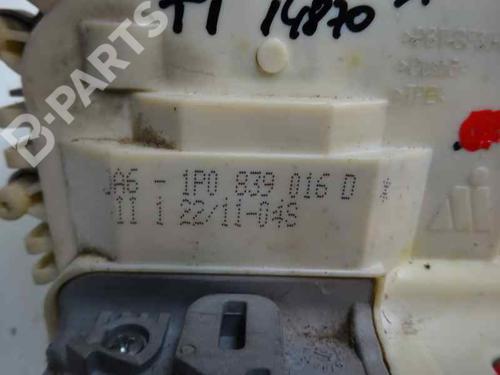 14870
B-PARTS
JA6 - 1P0 839 016 D *
11 1 22/11-04S